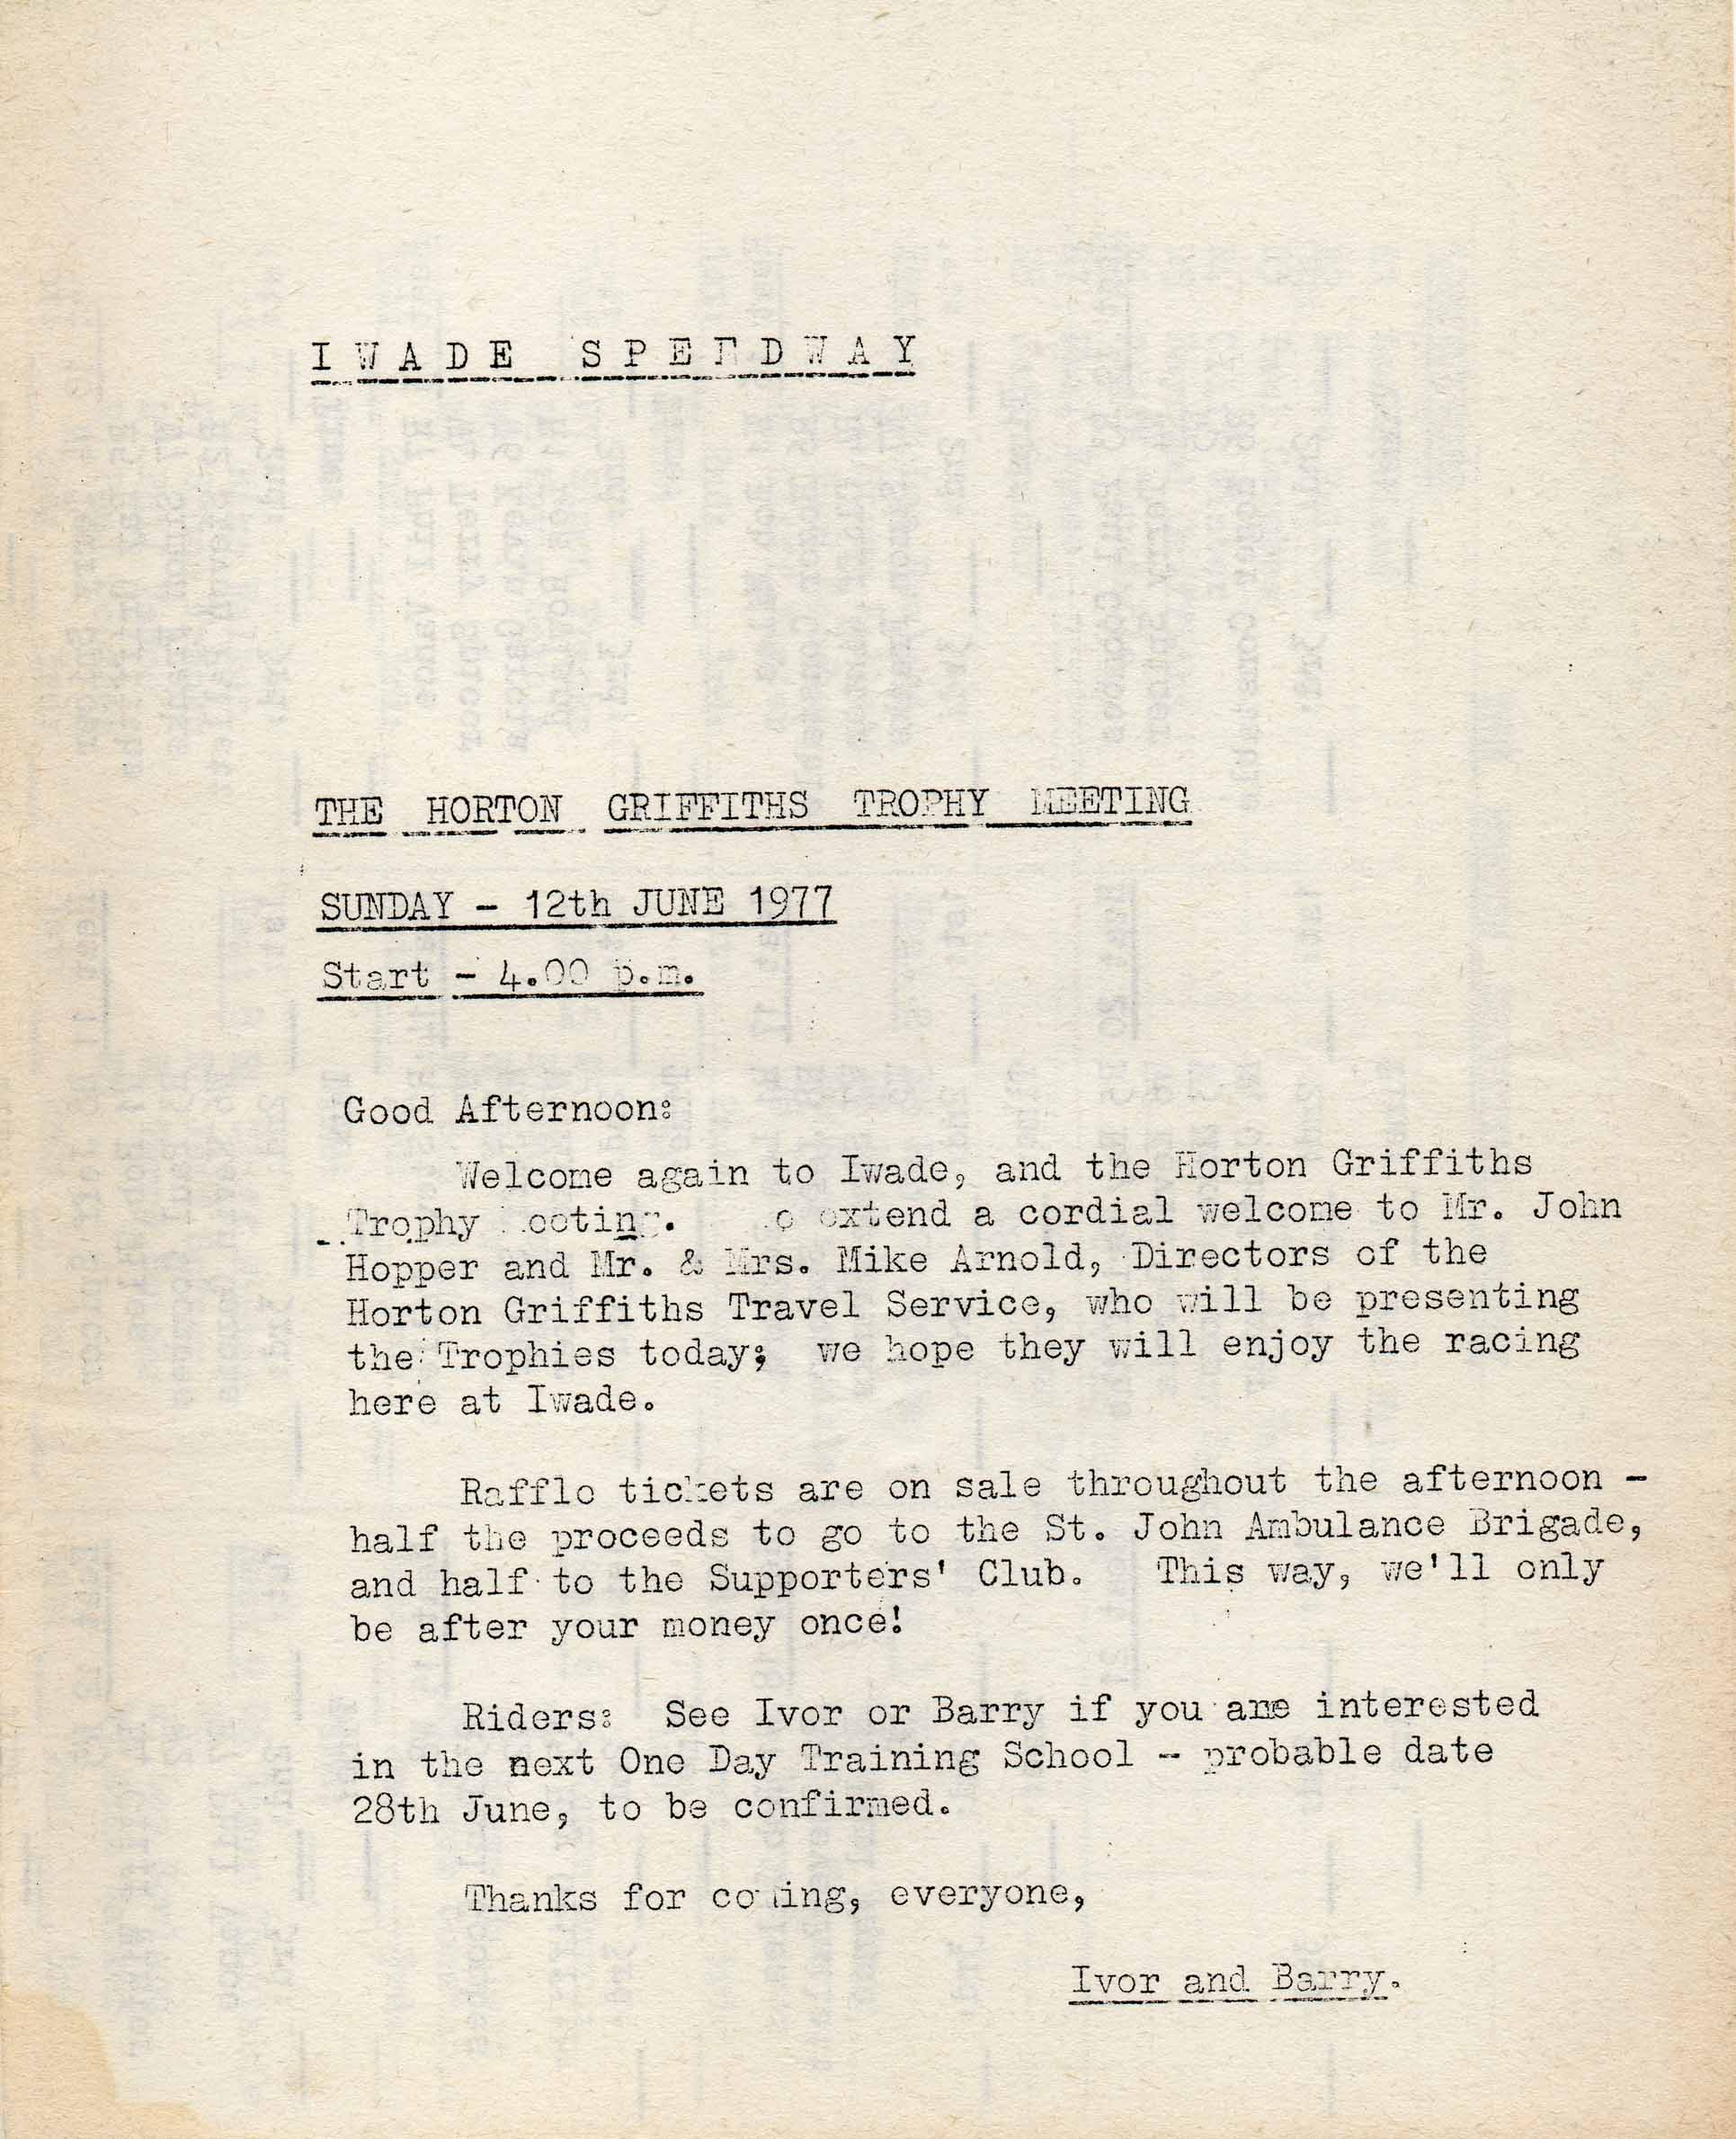 IWADE SPEEDWAY
THE HORTON GRIFFITHS TROPHY MEETING
SUNDAY - 12th JUNE 1977
Start - 4.00 p.m.
Good Afternoon:
Welcome again to Iwade, and the Horton Griffiths
Trophy Meeting. extend a cordial welcome to Mr. John
Hopper and Mr. & Mrs. Mike Arnold, Directors of the
Horton Griffiths Travel Service, who will be presenting
the Trophies today; we hope they will enjoy the racing
here at Iwade.
Raffle tickets are on sale throughout the afternoon -
half the proceeds to go to the St. John Ambulance Brigade,
and half to the Supporters' Club. This way, we'll only
be after your money once!
Riders: See Ivor or Barry if you are interested
in the next One Day Training School - probable date
28th June, to be confirmed.
Thanks for coming, everyone,
Ivor and Barry.